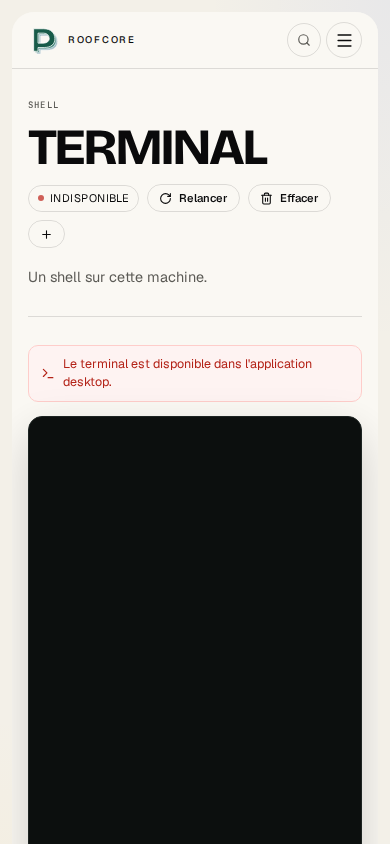 ROOFCORE
SHELL
TERMINAL
INDISPONIBLE
Relancer
Effacer
Un shell sur cette machine.
Le terminal est disponible dans l'application
desktop.